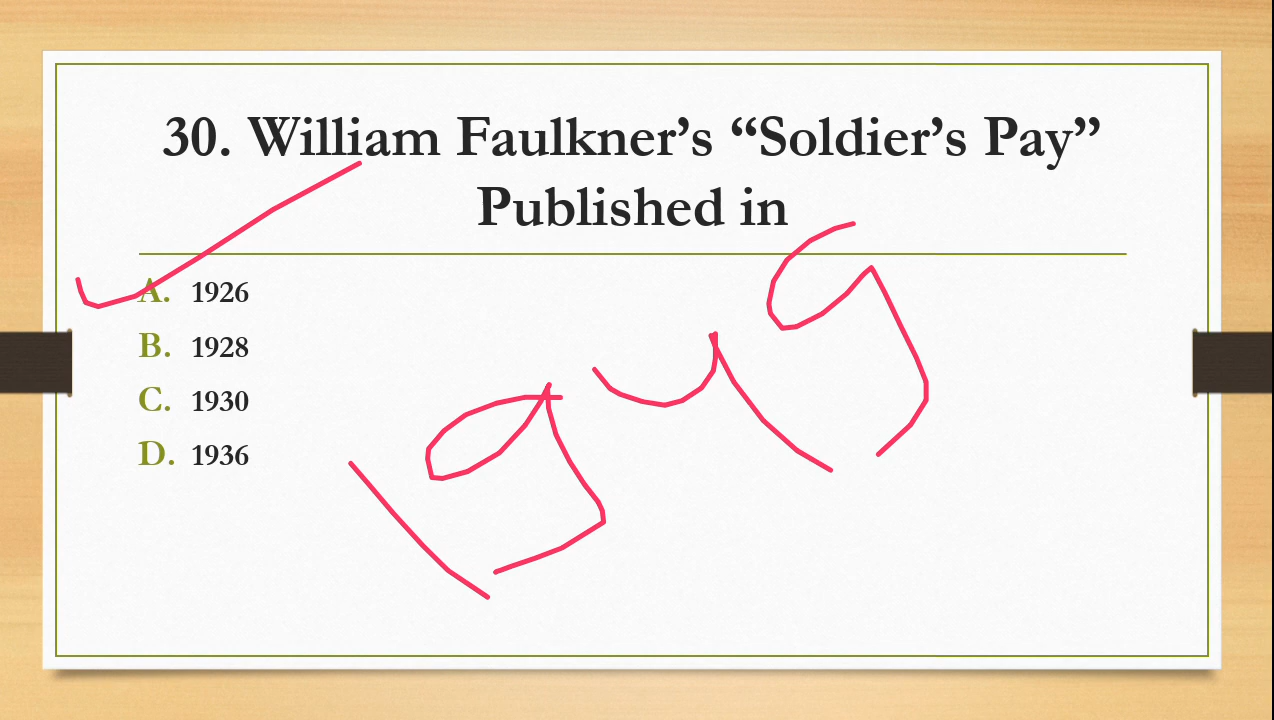 30. William Faulkner’s “Soldier’s Pay”
Published in
A. 1926
B. 1928
C. 1930
D. 1936
1949